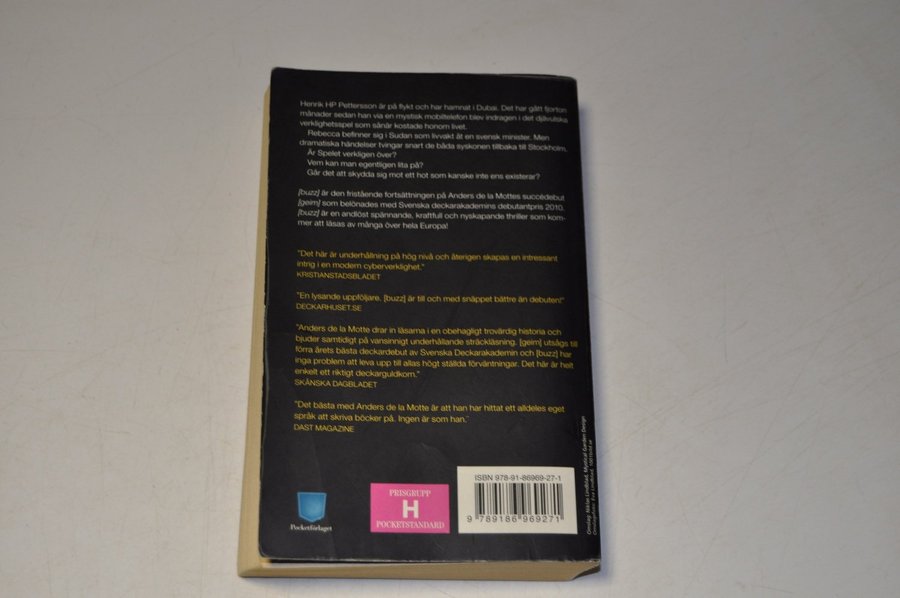 Henrik HP Pettersson är på flykt och har hamnat i Dubai. Det har gått fjorton
månader sedan han via en mystisk mobiltelefon blev indragen i det djävulska
verklighetsspel som sånär kostade honom livet.
Rebecca befinner sig i Sudan som livvakt åt en svensk minister. Men
dramatiska händelser tvingar snart de båda syskonen tillbaka till Stockholm.
Är Spelet verkligen över?
Vem kan man egentligen lita på?
Går det att skydda sig mot ett hot som kanske inte ens existerar?
[buzz] är den fristående fortsättningen på Anders de la Mottes succédebut
[geim] som belönades med Svenska deckarakademins debutantpris 2010.
[buzz] är en andlöst spännande, kraftfull och nyskapande thriller som kom-
mer att läsas av många över hela Europa!
"Det här är underhållning på hög nivå och återigen skapas en intressant
intrig i en modern cyberverklighet."
KRISTIANSTADSBLADET
"En lysande uppföljare. [buzz] är till och med snäppet bättre än debuten!"
DECKARHUSET.SE
"Anders de la Motte drar in läsarna i en obehagligt trovärdig historia och
bjuder samtidigt på vansinnigt underhållande sträckläsning. [geim] utsågs till
förra årets bästa deckardebut av Svenska Deckarakademin och [buzz] har
inga problem att leva upp till allas högt ställda förväntningar. Det här är helt
enkelt ett riktigt deckarguldkorn."
SKÅNSKA DAGBLADET
"Det bästa med Anders de la Motte är att han har hittat ett alldeles eget
språk att skriva böcker på. Ingen är som han."
DAST MAGAZINE
Pocketförlaget
PRISGRUPP
H
POCKETSTANDARD
ISBN 978-91-86969-27-1
9 789186 969271
Omslag: Niklas Lindblad, Mystical Garden Design